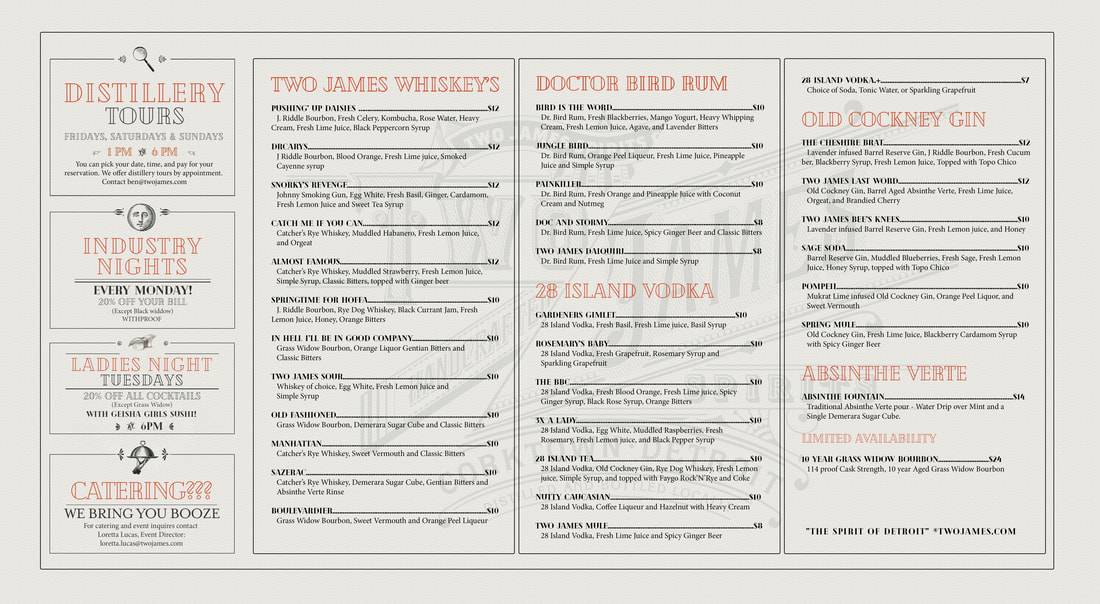 DISTILLERY
TOURS
FRIDAYS, SATURDAYS & SUNDAYS
1 PM 6 PM
You can pick your date, time, and pay for your
reservation. We offer distillery tours by appointment.
Contact ben@twojames.com
INDUSTRY
NIGHTS
EVERY MONDAY!
20% OFF YOUR BILL
(Except Black widdow)
WITHPROOF
LADIES NIGHT
TUESDAYS
20% OFF ALL COCKTAILS
(Except Grass Widow)
WITH GEISHA GIRLS SUSHI!
6PM
CATERING???
WE BRING YOU BOOZE
For catering and event inquires contact
Loretta Lucas, Event Director:
loretta.lucas@twojames.com
TWO JAMES WHISKEY'S
PUSHING' UP DAISIES $12
J. Riddle Bourbon, Fresh Celery, Kombucha, Rose Water, Heavy
Cream, Fresh Lime Juice, Black Peppercorn Syrup
DRCAIYS $12
J Riddle Bourbon, Blood Orange, Fresh Lime juice, Smoked
Cayenne syrup
SNORKY'S REVENGE $12
Johnny Smoking Gun, Egg White, Fresh Basil, Ginger, Cardamom,
Fresh Lemon Juice and Sweet Tea Syrup
CATCH ME IF YOU CAN $12
Catcher's Rye Whiskey, Muddled Habanero, Fresh Lemon Juice,
and Orgeat
ALMOST FAMOUS $12
Catcher's Rye Whiskey, Muddled Strawberry, Fresh Lemon Juice,
Simple Syrup, Classic Bitters, topped with Ginger beer
SPRINGTIME FOR HOFFA $10
J. Riddle Bourbon, Rye Dog Whiskey, Black Currant Jam, Fresh
Lemon Juice, Honey, Orange Bitters
IN HELL I'LL BE IN GOOD COMPANY $10
Grass Widow Bourbon, Orange Liquor Gentian Bitters and
Classic Bitters
TWO JAMES SOUR $10
Whiskey of choice, Egg White, Fresh Lemon Juice and
Simple Syrup
OLD FASHIONED $10
Grass Widow Bourbon, Demerara Sugar Cube and Classic Bitters
MANHATTAN $10
Catcher's Rye Whiskey, Sweet Vermouth and Classic Bitters
SAZERAC $10
Catcher's Rye Whiskey, Demerara Sugar Cube, Gentian Bitters and
Absinthe Verte Rinse
BOULEVARDIER $10
Grass Widow Bourbon, Sweet Vermouth and Orange Peel Liqueur
DOCTOR BIRD RUM
BIRD IS THE WORD $10
Dr. Bird Rum, Fresh Blackberries, Mango Yogurt, Heavy Whipping
Cream, Fresh Lemon Juice, Agave, and Lavender Bitters
JUNGLE BIRD $10
Dr. Bird Rum, Orange Peel Liqueur, Fresh Lime Juice, Pineapple
Juice and Simple Syrup
PAINKILLER $10
Dr. Bird Rum, Fresh Orange and Pineapple Juice with Coconut
Cream and Nutmeg
DOC AND STORMY $8
Dr. Bird Rum, Fresh Lime Juice, Spicy Ginger Beer and Classic Bitters
TWO JAMES DAIQUIRI $8
Dr. Bird Rum, Fresh Lime Juice and Simple Syrup
28 ISLAND VODKA
GARDENERS GIMLET $10
28 Island Vodka, Fresh Basil, Fresh Lime juice, Basil Syrup
ROSEMARY'S BABY $10
28 Island Vodka, Fresh Grapefruit, Rosemary Syrup and
Sparkling Grapefruit
THE BBC $10
28 Island Vodka, Fresh Blood Orange, Fresh Lime juice, Spicy
Ginger Syrup, Black Rose Syrup, Orange Bitters
3X A LADY $10
28 Island Vodka, Egg White, Muddled Raspberries, Fresh
Rosemary, Fresh Lemon juice, and Black Pepper Syrup
28 ISLAND TEA $10
28 Island Vodka, Old Cockney Gin, Rye Dog Whiskey, Fresh Lemon
juice, Simple Syrup, and topped with Faygo Rock'N'Rye and Coke
NUTTY CAUCASIAN $10
28 Island Vodka, Coffee Liqueur and Hazelnut with Heavy Cream
TWO JAMES MULE $8
28 Island Vodka, Fresh Lime Juice and Spicy Ginger Beer
28 ISLAND VODKA.+ $7
Choice of Soda, Tonic Water, or Sparkling Grapefruit
OLD COCKNEY GIN
THE CHESHIRE BRAT $12
Lavender infused Barrel Reserve Gin, J Riddle Bourbon, Fresh Cucum
ber, Blackberry Syrup, Fresh Lemon Juice, Topped with Topo Chico
TWO JAMES LAST WORD $12
Old Cockney Gin, Barrel Aged Absinthe Verte, Fresh Lime Juice,
Orgeat, and Brandied Cherry
TWO JAMES BEE'S KNEES $10
Lavender infused Barrel Reserve Gin, Fresh Lemon juice, and Honey
SAGE SODA $10
Barrel Reserve Gin, Muddled Blueberries, Fresh Sage, Fresh Lemon
Juice, Honey Syrup, topped with Topo Chico
POMPEII $10
Mukrat Lime infused Old Cockney Gin, Orange Peel Liquor, and
Sweet Vermouth
SPRING MULE $10
Old Cockney Gin, Fresh Lime Juice, Blackberry Cardamom Syrup
with Spicy Ginger Beer
ABSINTHE VERTE
ABSINTHE FOUNTAIN $14
Traditional Absinthe Verte pour - Water Drip over Mint and a
Single Demerara Sugar Cube.
LIMITED AVAILABILITY
10 YEAR GRASS WIDOW BOURBON $24
114 proof Cask Strength, 10 year Aged Grass Widow Bourbon
"THE SPIRIT OF DETROIT" *TWOJAMES.COM
TWO JAMES
SPIRITS
CORKTOWN - DETROIT
DISTILLED AND BOTTLED LOCALLY